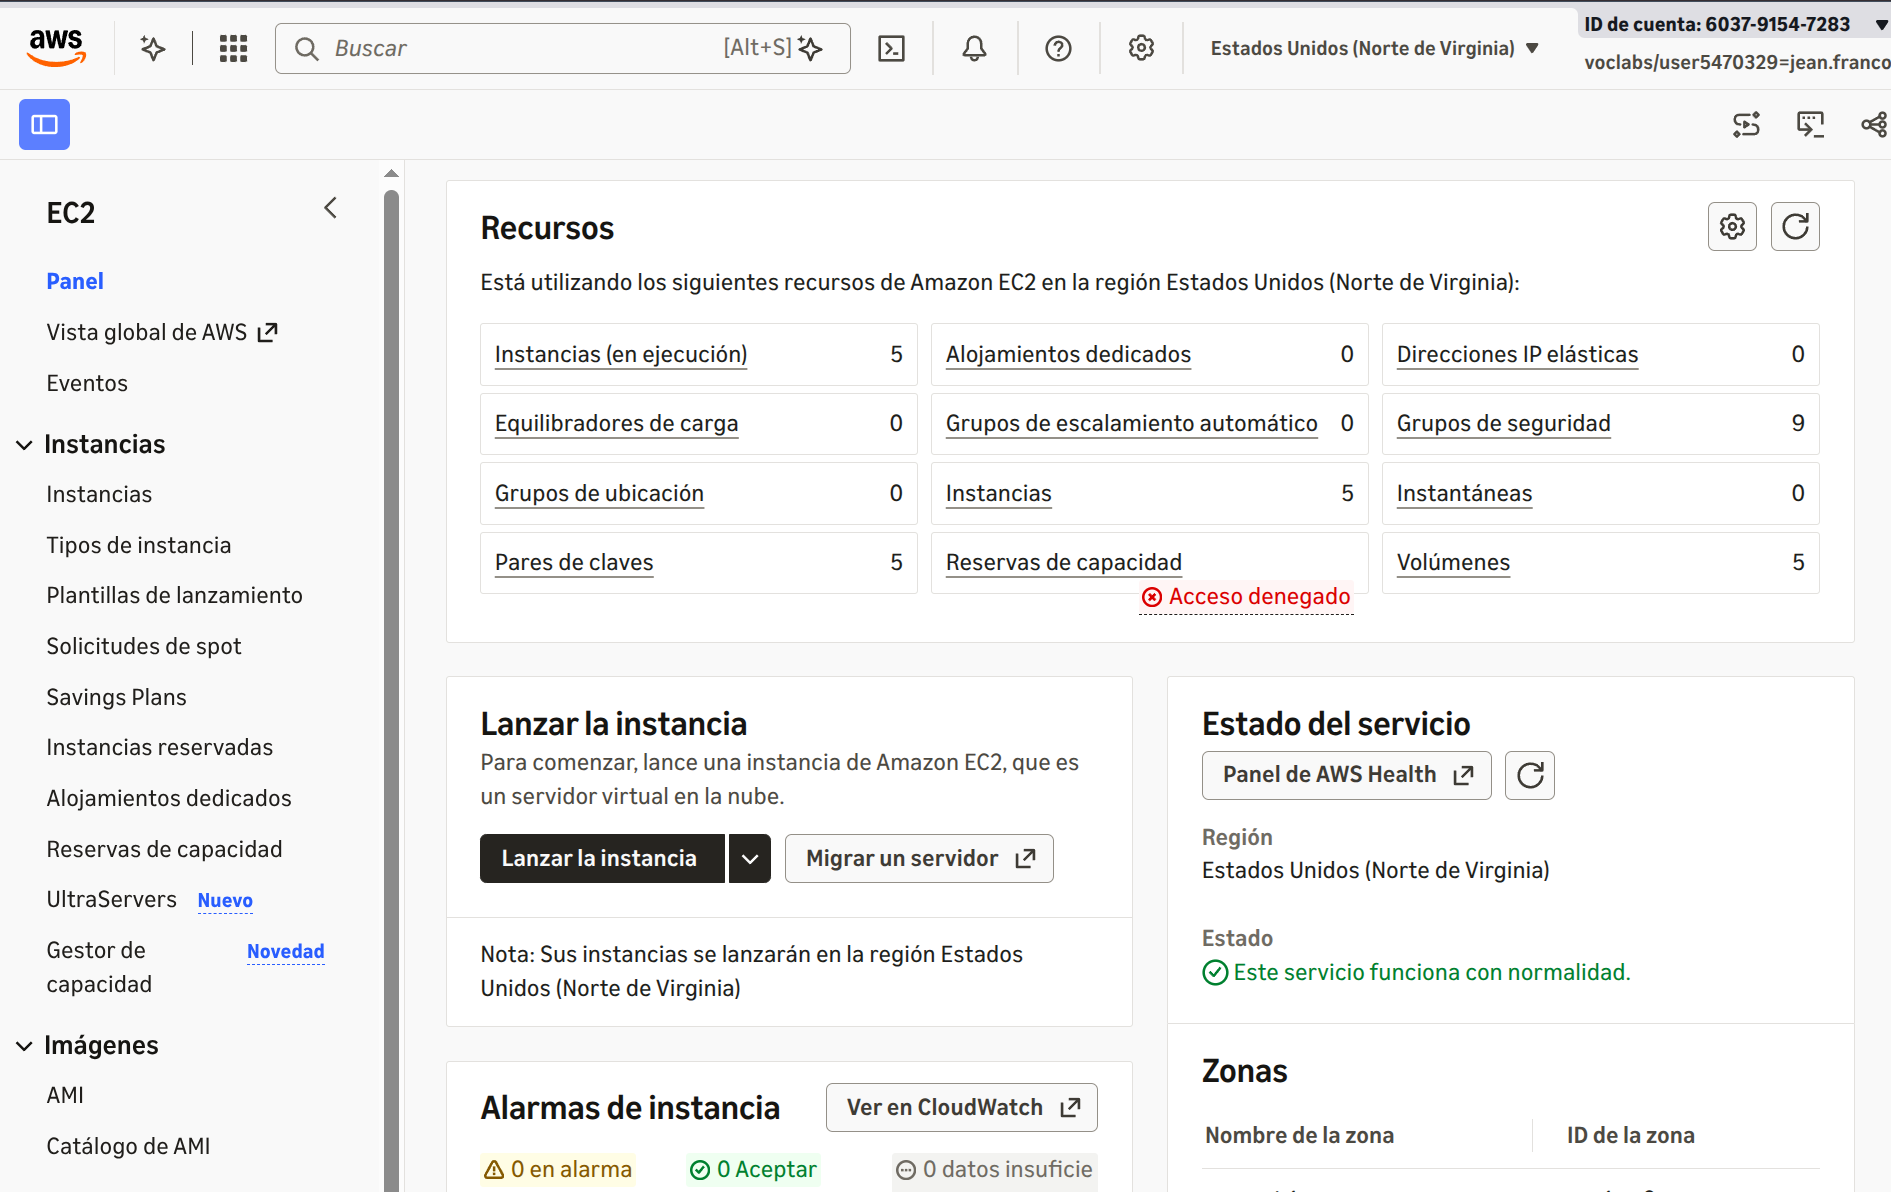 aws
Buscar
[Alt+S]
Estados Unidos (Norte de Virginia)
ID de cuenta: 6037-9154-7283
voclabs/user5470329=jean.franco
EC2
Panel
Vista global de AWS
Eventos
Instancias
Instancias
Tipos de instancia
Plantillas de lanzamiento
Solicitudes de spot
Savings Plans
Instancias reservadas
Alojamientos dedicados
Reservas de capacidad
UltraServers Nuevo
Gestor de capacidad Novedad
Imágenes
AMI
Catálogo de AMI
Recursos
Está utilizando los siguientes recursos de Amazon EC2 en la región Estados Unidos (Norte de Virginia):
Instancias (en ejecución) 5
Alojamientos dedicados 0
Direcciones IP elásticas 0
Equilibradores de carga 0
Grupos de escalamiento automático 0
Grupos de seguridad 9
Grupos de ubicación 0
Instancias 5
Instantáneas 0
Pares de claves 5
Reservas de capacidad
Acceso denegado
Volúmenes 5
Lanzar la instancia
Para comenzar, lance una instancia de Amazon EC2, que es
un servidor virtual en la nube.
Lanzar la instancia
Migrar un servidor
Nota: Sus instancias se lanzarán en la región Estados
Unidos (Norte de Virginia)
Alarmas de instancia
Ver en CloudWatch
0 en alarma
0 Aceptar
0 datos insuficie
Estado del servicio
Panel de AWS Health
Región
Estados Unidos (Norte de Virginia)
Estado
Este servicio funciona con normalidad.
Zonas
Nombre de la zona
ID de la zona